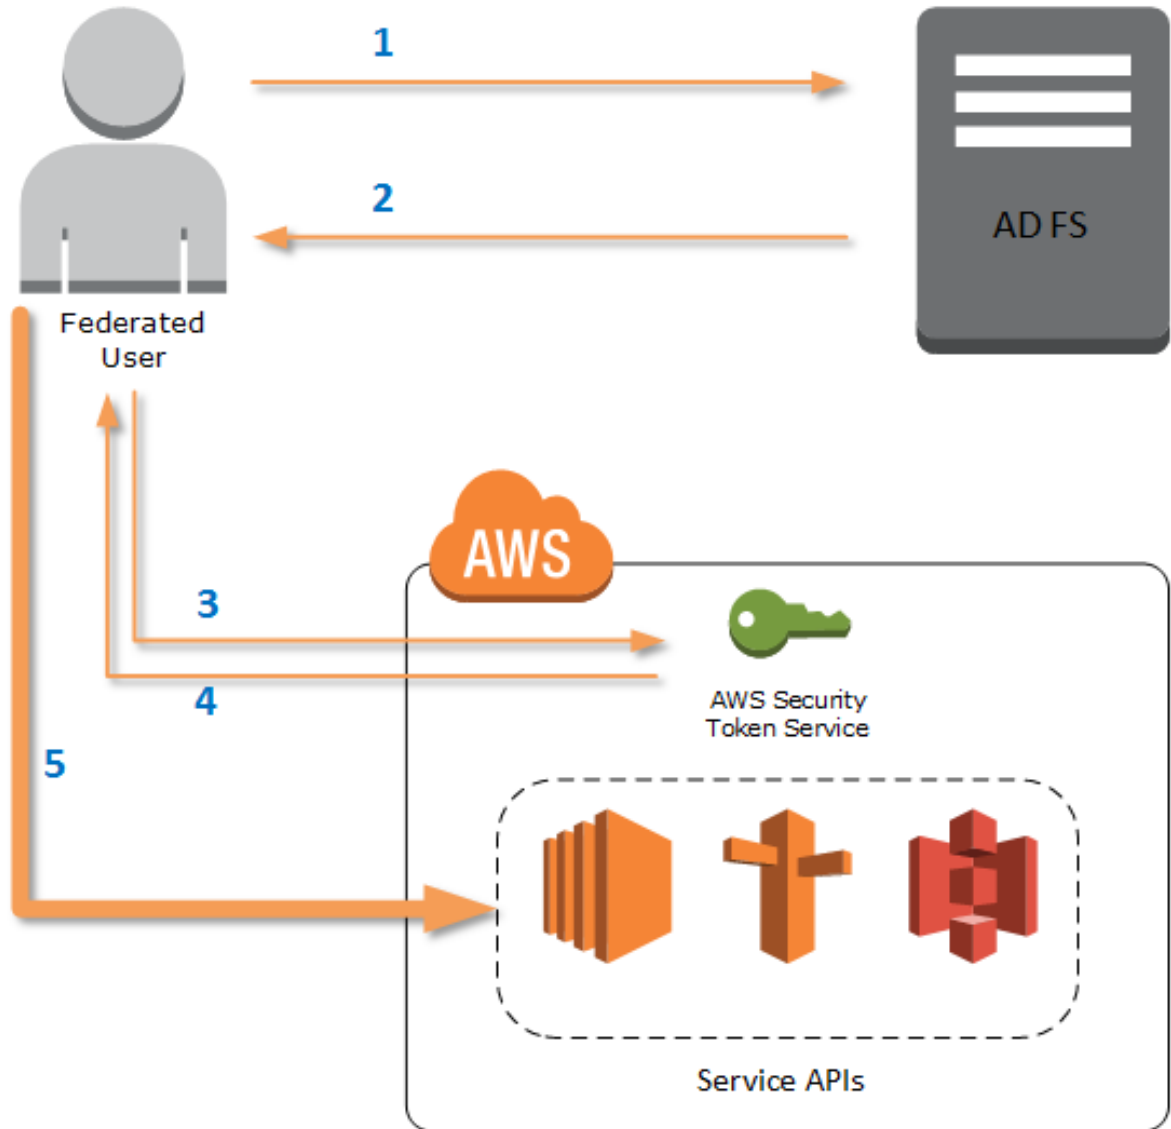 1
2
AD FS
Federated
User
AWS
3
4
AWS Security
Token Service
5
Service APIs